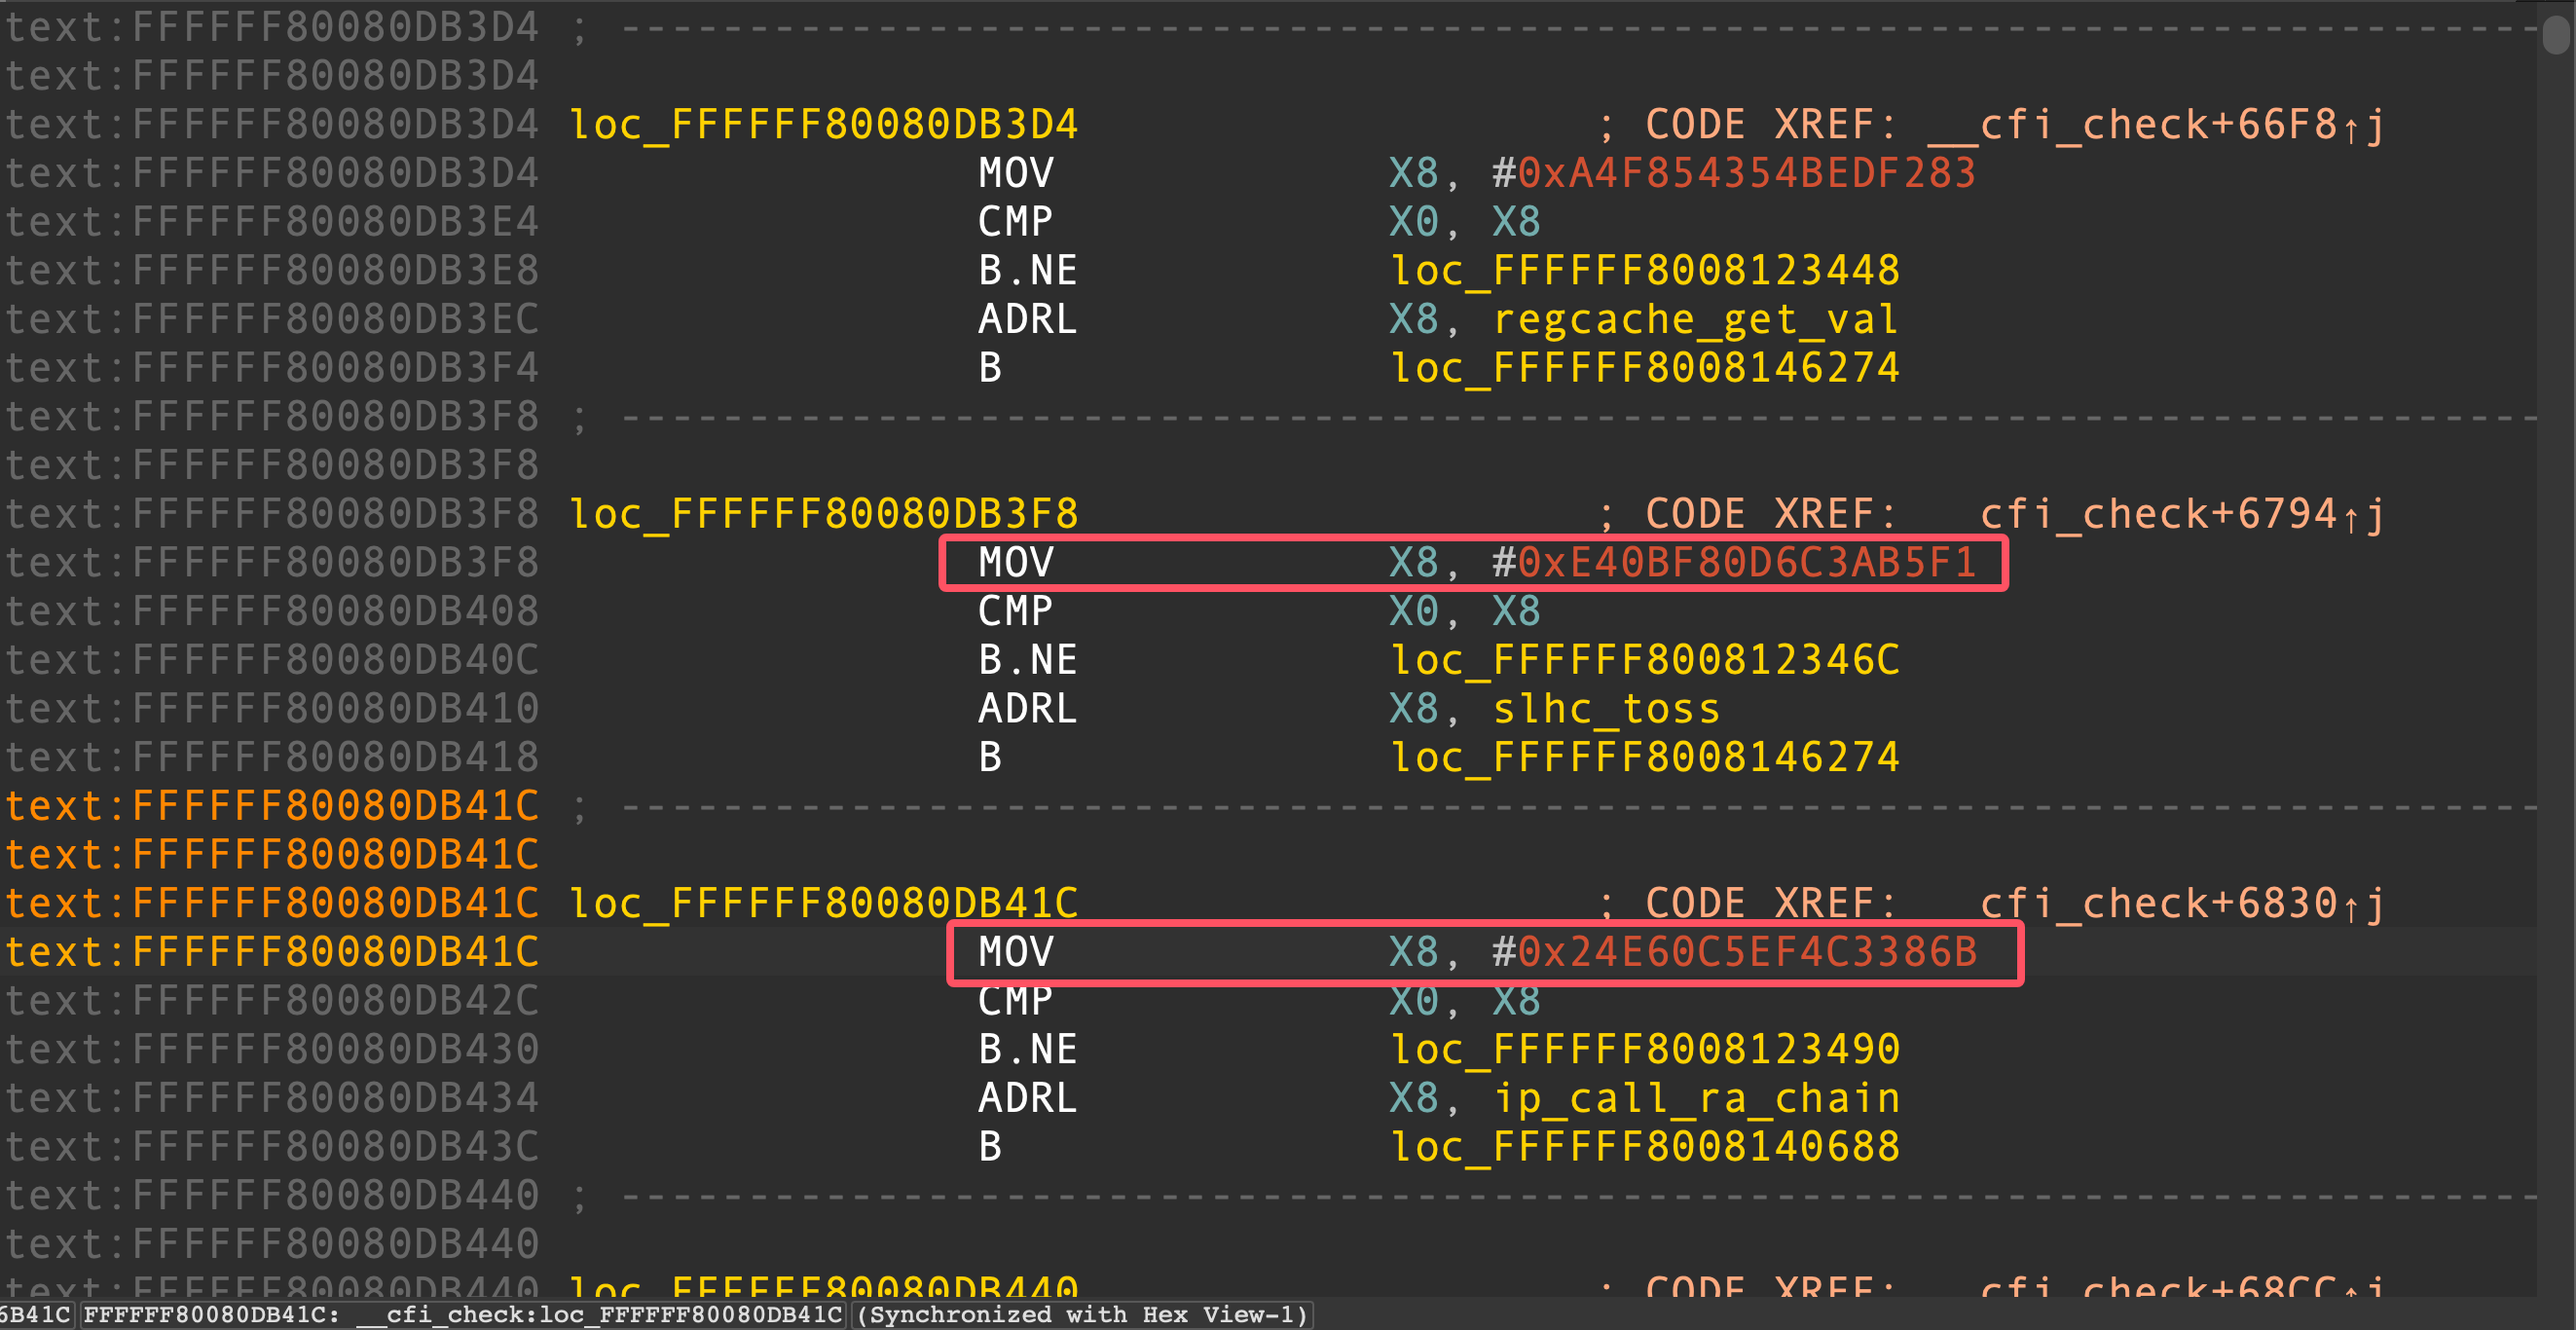 text:FFFFFF80080DB3D4 ; ---------------------------------------------------------------------------
text:FFFFFF80080DB3D4
text:FFFFFF80080DB3D4 loc_FFFFFF80080DB3D4 ; CODE XREF: __cfi_check+66F8↑j
text:FFFFFF80080DB3D4 MOV X8, #0xA4F854354BEDF283
text:FFFFFF80080DB3E4 CMP X0, X8
text:FFFFFF80080DB3E8 B.NE loc_FFFFFF8008123448
text:FFFFFF80080DB3EC ADRL X8, regcache_get_val
text:FFFFFF80080DB3F4 B loc_FFFFFF8008146274
text:FFFFFF80080DB3F8 ; ---------------------------------------------------------------------------
text:FFFFFF80080DB3F8
text:FFFFFF80080DB3F8 loc_FFFFFF80080DB3F8 ; CODE XREF: cfi_check+6794↑j
text:FFFFFF80080DB3F8 MOV X8, #0xE40BF80D6C3AB5F1
text:FFFFFF80080DB408 CMP X0, X8
text:FFFFFF80080DB40C B.NE loc_FFFFFF800812346C
text:FFFFFF80080DB410 ADRL X8, slhc_toss
text:FFFFFF80080DB418 B loc_FFFFFF8008146274
text:FFFFFF80080DB41C ; ---------------------------------------------------------------------------
text:FFFFFF80080DB41C
text:FFFFFF80080DB41C loc_FFFFFF80080DB41C ; CODE XREF: cfi_check+6830↑j
text:FFFFFF80080DB41C MOV X8, #0x24E60C5EF4C3386B
text:FFFFFF80080DB42C CMP X0, X8
text:FFFFFF80080DB430 B.NE loc_FFFFFF8008123490
text:FFFFFF80080DB434 ADRL X8, ip_call_ra_chain
text:FFFFFF80080DB43C B loc_FFFFFF8008140688
text:FFFFFF80080DB440 ; ---------------------------------------------------------------------------
text:FFFFFF80080DB440
text:FFFFFF80080DB440 loc_FFFFFF80080DB440 ; CODE XREF: cfi_check+68CC↑j
6B41C FFFFFF80080DB41C: __cfi_check:loc_FFFFFF80080DB41C (Synchronized with Hex View-1)